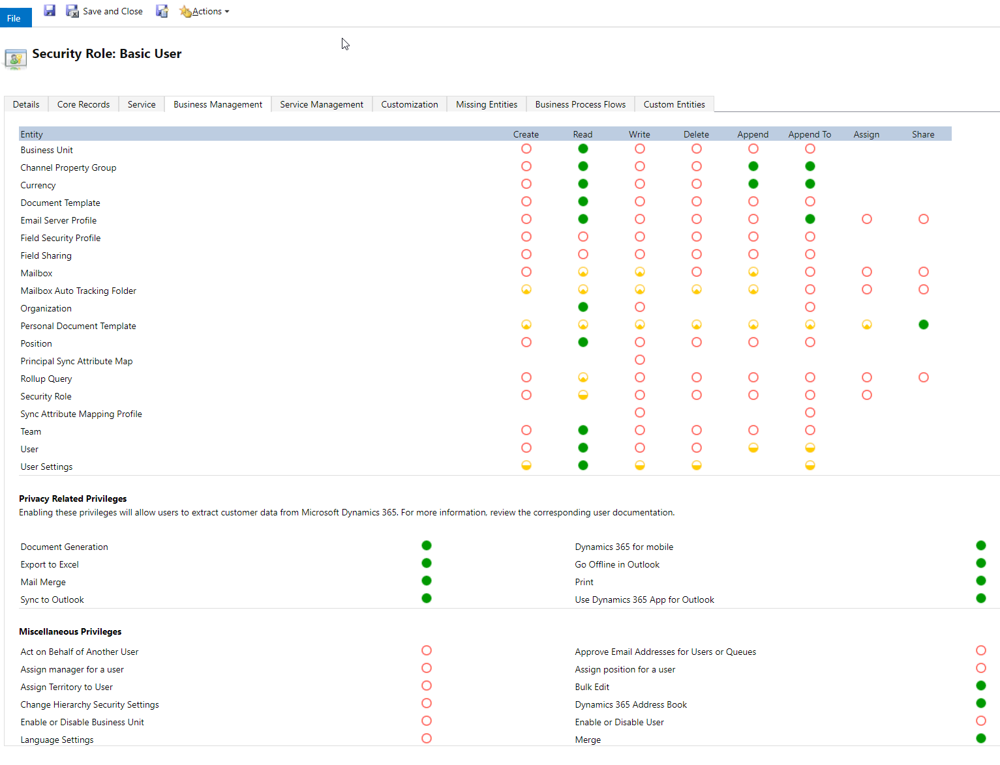 File Save and Close Actions
Security Role: Basic User
Details Core Records Service Business Management Service Management Customization Missing Entities Business Process Flows Custom Entities
Entity Create Read Write Delete Append Append To Assign Share
Business Unit
Channel Property Group
Currency
Document Template
Email Server Profile
Field Security Profile
Field Sharing
Mailbox
Mailbox Auto Tracking Folder
Organization
Personal Document Template
Position
Principal Sync Attribute Map
Rollup Query
Security Role
Sync Attribute Mapping Profile
Team
User
User Settings
Privacy Related Privileges
Enabling these privileges will allow users to extract customer data from Microsoft Dynamics 365. For more information, review the corresponding user documentation.
Document Generation Dynamics 365 for mobile
Export to Excel Go Offline in Outlook
Mail Merge Print
Sync to Outlook Use Dynamics 365 App for Outlook
Miscellaneous Privileges
Act on Behalf of Another User Approve Email Addresses for Users or Queues
Assign manager for a user Assign position for a user
Assign Territory to User Bulk Edit
Change Hierarchy Security Settings Dynamics 365 Address Book
Enable or Disable Business Unit Enable or Disable User
Language Settings Merge